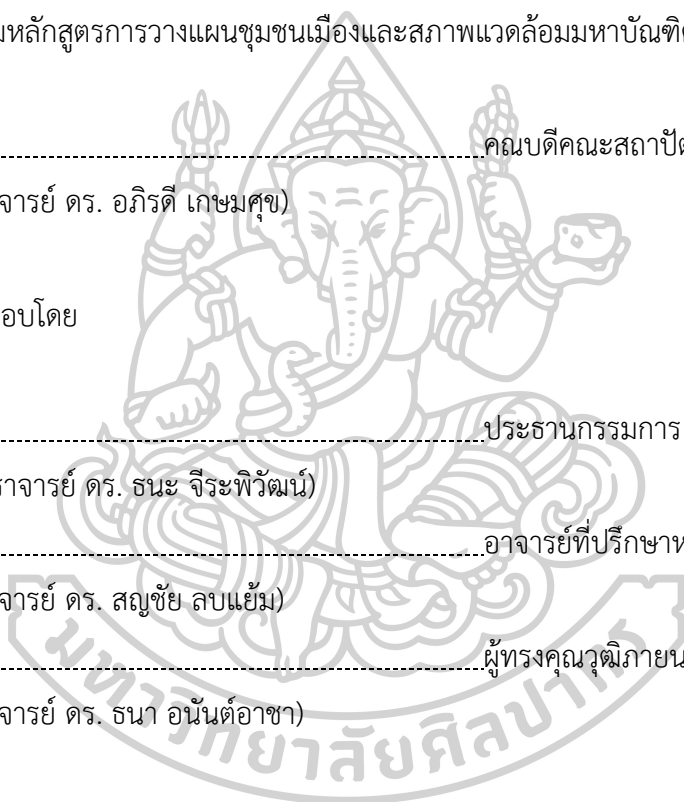 มหลักสูตรการวางแผนชุมชนเมืองและสภาพแวดล้อมมหาบัณฑิต
คณบดีคณะสถาปัต
จารย์ ดร. อภิรดี เกษมศุข)
อบโดย
ประธานกรรมการ
ราจารย์ ดร. ธนะ จีระพิวัฒน์)
อาจารย์ที่ปรึกษาห
จารย์ ดร. สญชัย ลบแย้ม)
ผู้ทรงคุณวุฒิภายน
จารย์ ดร. ธนา อนันต์อาชา)
มหาวิทยาลัยศิลปากร